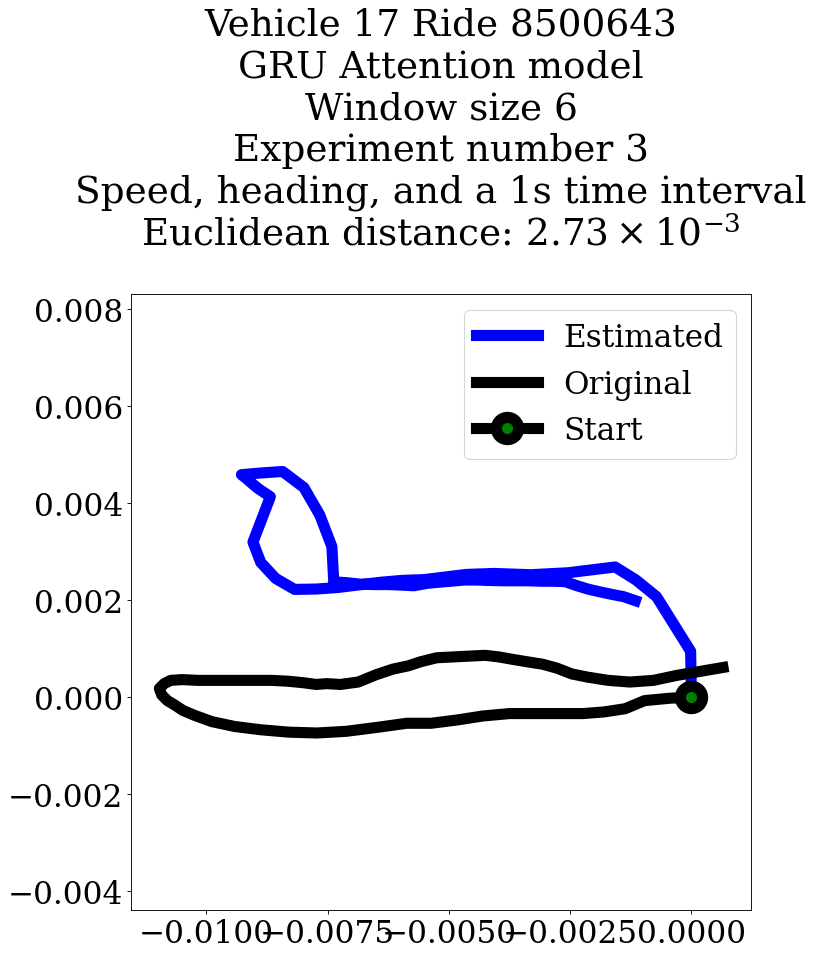 Vehicle 17 Ride 8500643
GRU Attention model
Window size 6
Experiment number 3
Speed, heading, and a 1s time interval
Euclidean distance: 2.73 × 10⁻³
Estimated
Original
Start
0.008
0.006
0.004
0.002
0.000
−0.002
−0.004
−0.0100 −0.0075 −0.0050 −0.0025 0.0000